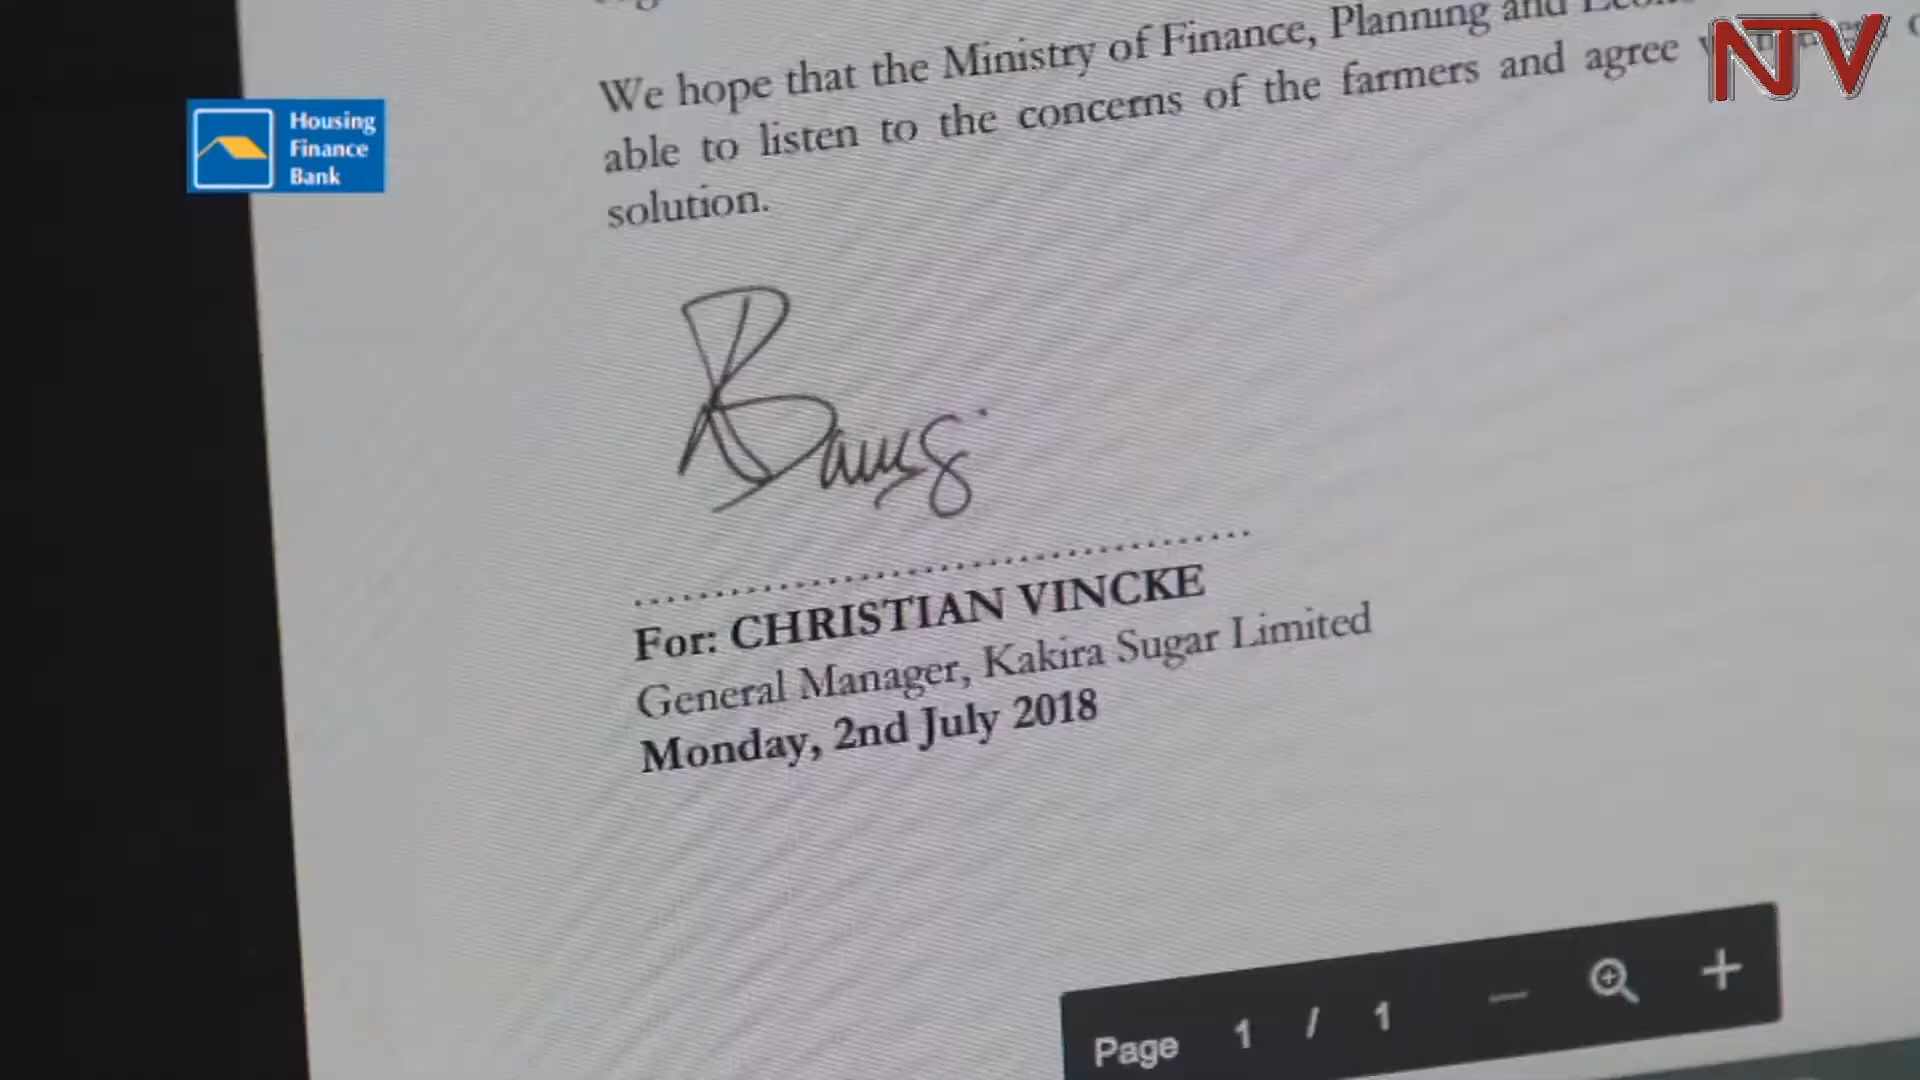 We hope that the Ministry of Finance, Planning and
able to listen to the concerns of the farmers and agree
solution.
For: CHRISTIAN VINCKE
General Manager, Kakira Sugar Limited
Monday, 2nd July 2018
Page 1 / 1
Housing
Finance
Bank
NTV